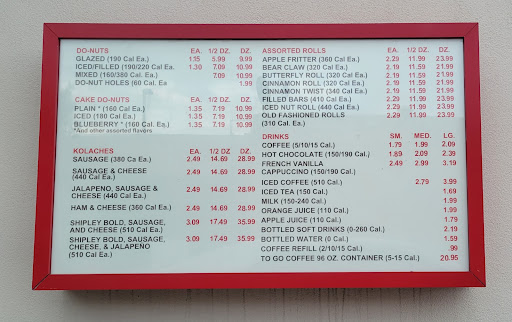 DO-NUTS EA. 1/2 DZ. DZ.
GLAZED (190 Cal Ea.) 1.35 5.99 9.99
ICED/FILLED (190/220 Cal Ea. 1.30 7.09 10.99
MIXED (160/380 Cal. Ea.) 7.09 10.99
DO-NUT HOLES (60 Cal. Ea 1.99
CAKE DO-NUTS EA. 1/2 DZ. DZ.
PLAIN * (160 Cal. Ea.) 1.35 7.19 10.99
ICED (180 Cal. Ea.) 1.35 7.19 10.99
BLUEBERRY * (160 Cal. Ea.) 1.35 7.19 10.99
*And other assorted flavors
KOLACHES EA. 1/2 DZ. DZ.
SAUSAGE (380 Ca Ea.) 2.49 14.69 28.99
SAUSAGE & CHEESE 2.49 14.69 28.99
(440 Cal. Ea.)
JALAPENO, SAUSAGE & 2.49 14.69 28.99
CHEESE (440 Cal. Ea.)
HAM & CHEESE (360 Cal Ea.) 2.49 14.69 28.99
SHIPLEY BOLD, SAUSAGE, 3.09 17.49 35.99
AND CHEESE (510 Cal Ea.)
SHIPLEY BOLD, SAUSAGE, 3.09 17.49 35.99
CHEESE, & JALAPENO
(510 Cal Ea.)
ASSORTED ROLLS EA. 1/2 DZ. DZ.
APPLE FRITTER (360 Cal Ea.) 2.29 11.99 23.99
BEAR CLAW (320 Cal Ea.) 2.19 11.59 21.99
BUTTERFLY ROLL (320 Cal Ea.) 2.19 11.59 21.99
CINNAMON ROLL (320 Cal Ea.) 2.19 11.59 21.99
CINNAMON TWIST (340 Cal Ea.) 2.19 11.59 21.99
FILLED BARS (410 Cal Ea.) 2.29 11.99 23.99
ICED NUT ROLL (440 Cal Ea.) 2.29 11.99 23.99
OLD FASHIONED ROLLS 2.19 11.59 21.99
(310 Cal. Ea.)
DRINKS SM. MED. LG.
COFFEE (5/10/15 Cal.) 1.79 1.99 2.09
HOT CHOCOLATE (150/190 Cal.) 1.89 2.09 2.39
FRENCH VANILLA 2.49 2.99 3.19
CAPPUCCINO (150/190 Cal.)
ICED COFFEE (510 Cal.) 2.79 3.99
ICED TEA (150 Cal.) 1.69
MILK (150-240 Cal.) 1.99
ORANGE JUICE (110 Cal.) 1.99
APPLE JUICE (110 Cal.) 1.79
BOTTLED SOFT DRINKS (0-260 Cal.) 2.19
BOTTLED WATER (0 Cal.) 1.59
COFFEE REFILL (2/10/15 Cal.) .99
TO GO COFFEE 96 OZ. CONTAINER (5-15 Cal.) 20.95